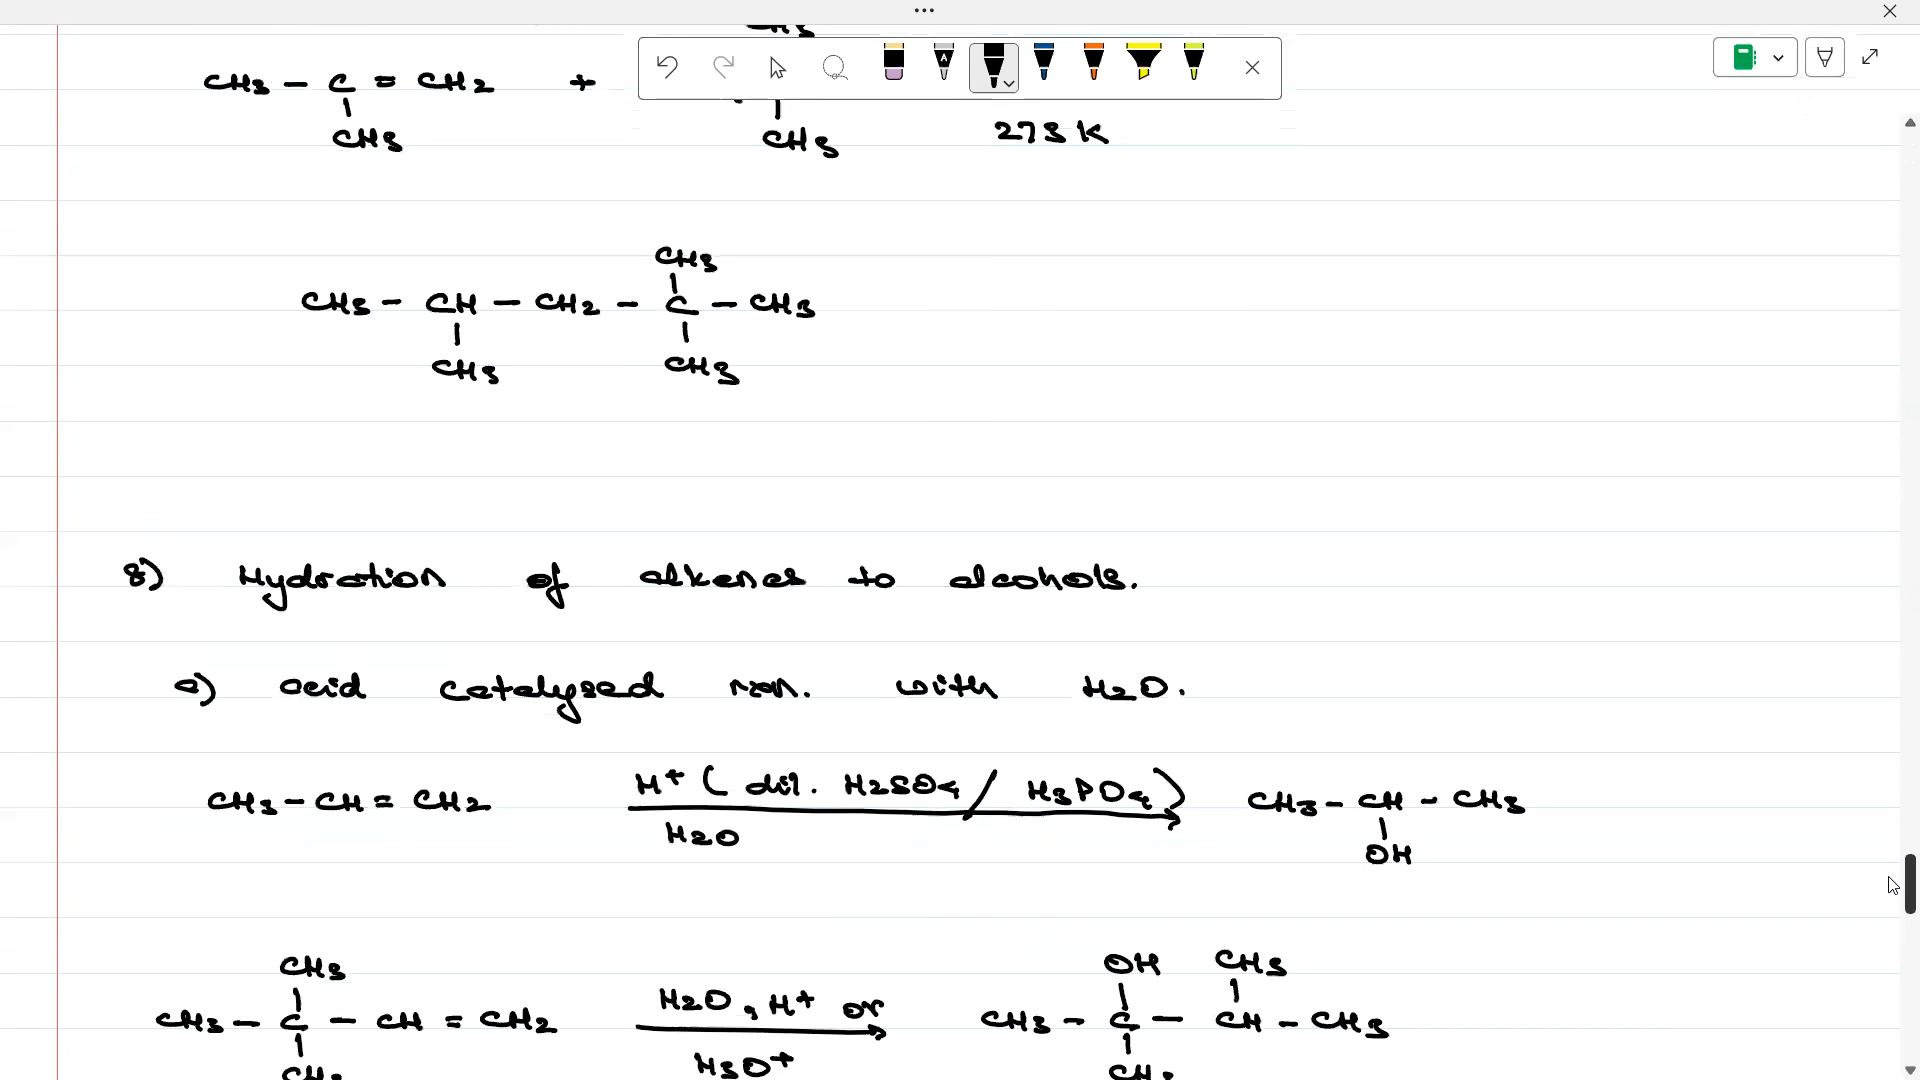 CH3 - C = CH2 +
CH3
CH3
273 K
CH3
CH3 - CH - CH2 - C - CH3
CH3
CH3
8) Hydration of alkenes to alcohols.
a) acid catalyzed rxn. with H2O.
CH3 - CH = CH2
H+ ( dil. H2SO4 / H3PO4)
H2O
CH3 - CH - CH3
OH
CH3
CH3 - C - CH = CH2
H2O, H+ or
H3O+
OH CH3
CH3 - C - CH - CH3